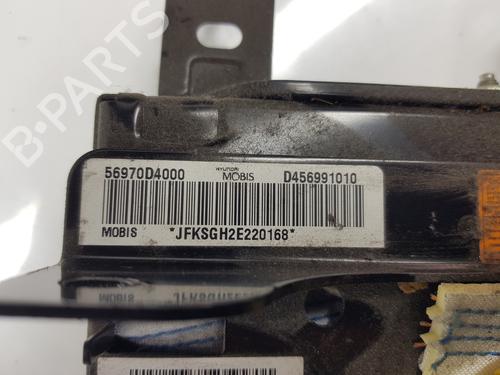 B-PARTS
56970D4000 HYUNDAI MOBIS D456991010
MOBIS *JFKSGH2E220168*